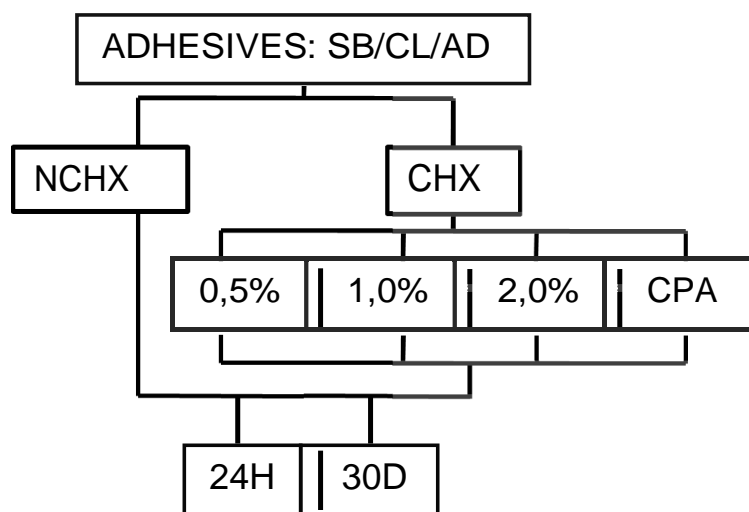 ADHESIVES: SB/CL/AD
NCHX
CHX
0,5%
1,0%
2,0%
CPA
24H
30D